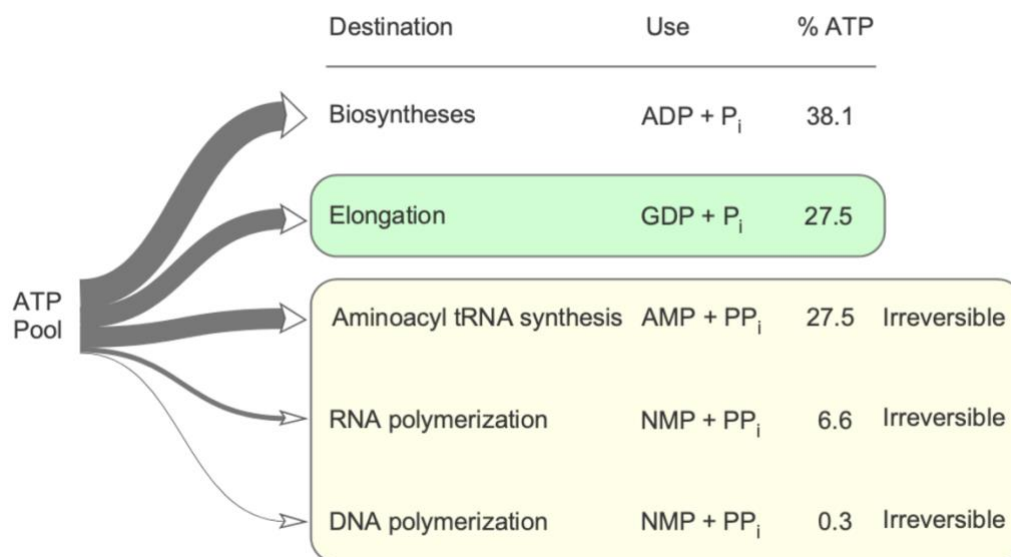 Destination Use % ATP
Biosyntheses ADP + Pi 38.1
Elongation GDP + Pi 27.5
ATP
Pool
Aminoacyl tRNA synthesis AMP + PPi 27.5 Irreversible
RNA polymerization NMP + PPi 6.6 Irreversible
DNA polymerization NMP + PPi 0.3 Irreversible